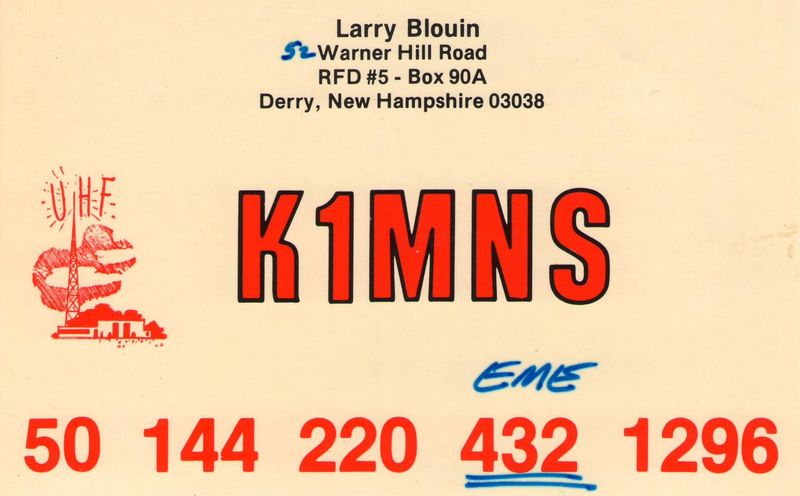 Larry Blouin
52 Warner Hill Road
RFD #5 - Box 90A
Derry, New Hampshire 03038
UHF
K1MNS
EME
50 144 220 432 1296